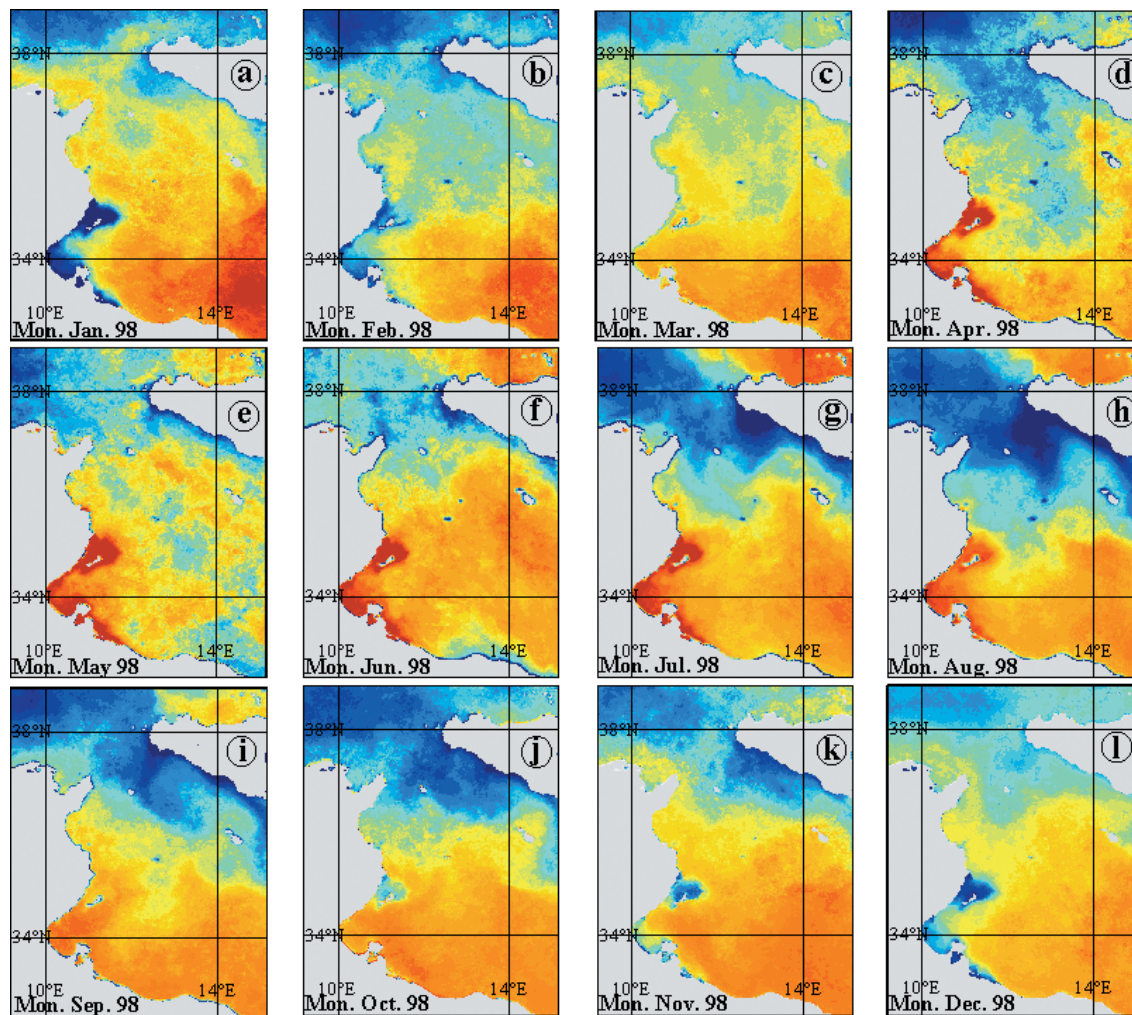 38°N
a
34°N
10°E
14°E
Mon. Jan. 98
38°N
b
34°N
10°E
14°E
Mon. Feb. 98
38°N
c
34°N
10°E
14°E
Mon. Mar. 98
38°N
d
34°N
10°E
14°E
Mon. Apr. 98
38°N
e
34°N
10°E
14°E
Mon. May 98
38°N
f
34°N
10°E
14°E
Mon. Jun. 98
38°N
g
34°N
10°E
14°E
Mon. Jul. 98
38°N
h
34°N
10°E
14°E
Mon. Aug. 98
38°N
i
34°N
10°E
14°E
Mon. Sep. 98
38°N
j
34°N
10°E
14°E
Mon. Oct. 98
38°N
k
34°N
10°E
14°E
Mon. Nov. 98
38°N
l
34°N
10°E
14°E
Mon. Dec. 98